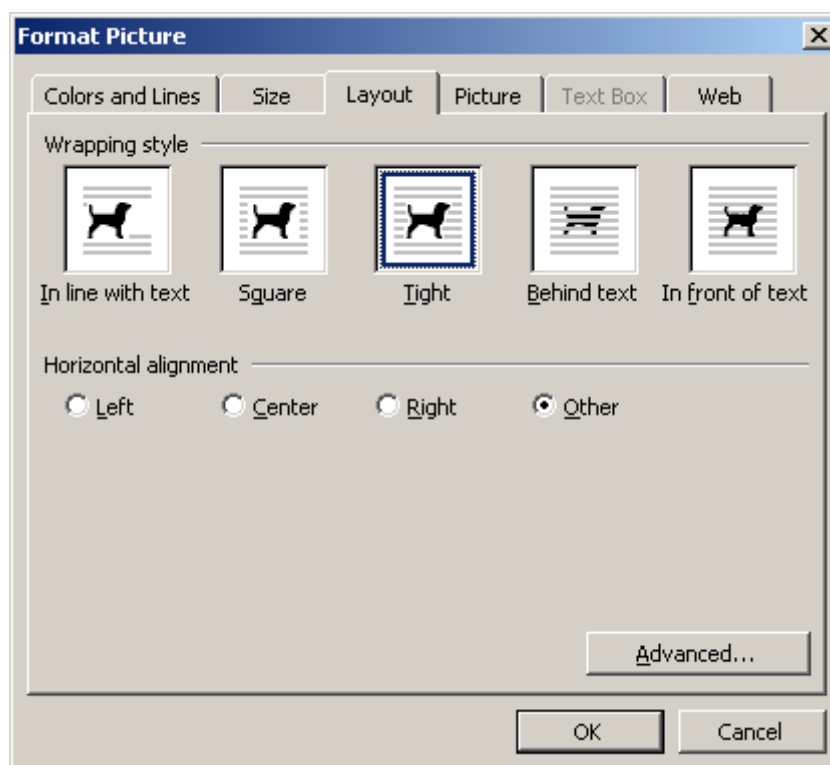 Format Picture
Colors and Lines Size Layout Picture Text Box Web
Wrapping style
In line with text Square Tight Behind text In front of text
Horizontal alignment
Left Center Right Other
Advanced...
OK Cancel